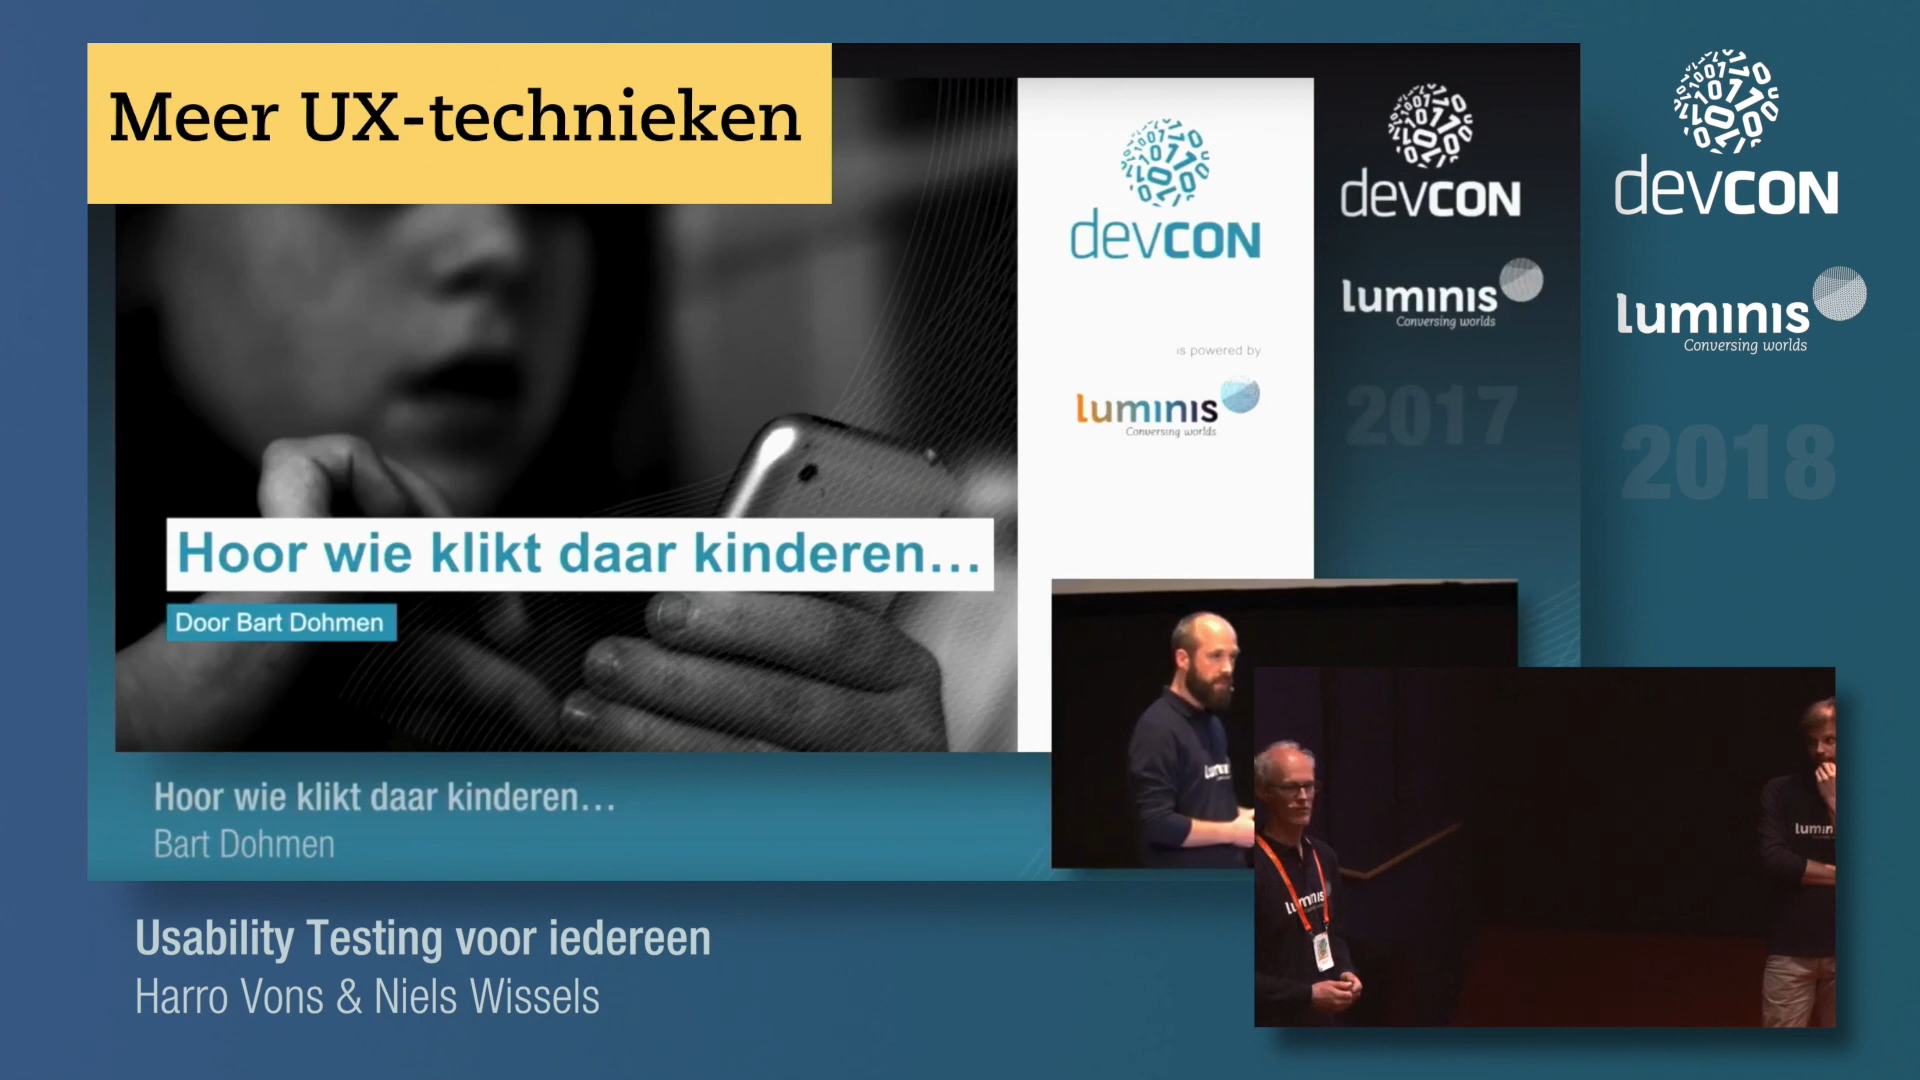 Meer UX-technieken
devcon
is powered by
luminis
Conversing worlds
Hoor wie klikt daar kinderen...
Door Bart Dohmen
devcon
luminis
Conversing worlds
2017
Hoor wie klikt daar kinderen...
Bart Dohmen
devcon
luminis
Conversing worlds
2018
luminis
lumin
Usability Testing voor iedereen
Harro Vons & Niels Wissels